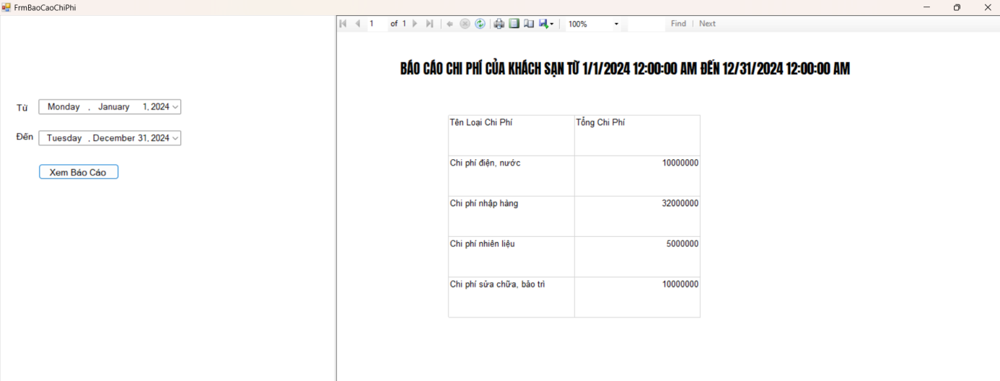 FrmBaoCaoChiPhi
1 of 1 100% Find | Next
Từ Monday , January 1, 2024
Đến Tuesday , December 31, 2024
Xem Báo Cáo
BÁO CÁO CHI PHÍ CỦA KHÁCH SẠN TỪ 1/1/2024 12:00:00 AM ĐẾN 12/31/2024 12:00:00 AM
Tên Loại Chi Phí Tổng Chi Phí
Chi phí điện, nước 10000000
Chi phí nhập hàng 32000000
Chi phí nhiên liệu 5000000
Chi phí sửa chữa, bảo trì 10000000